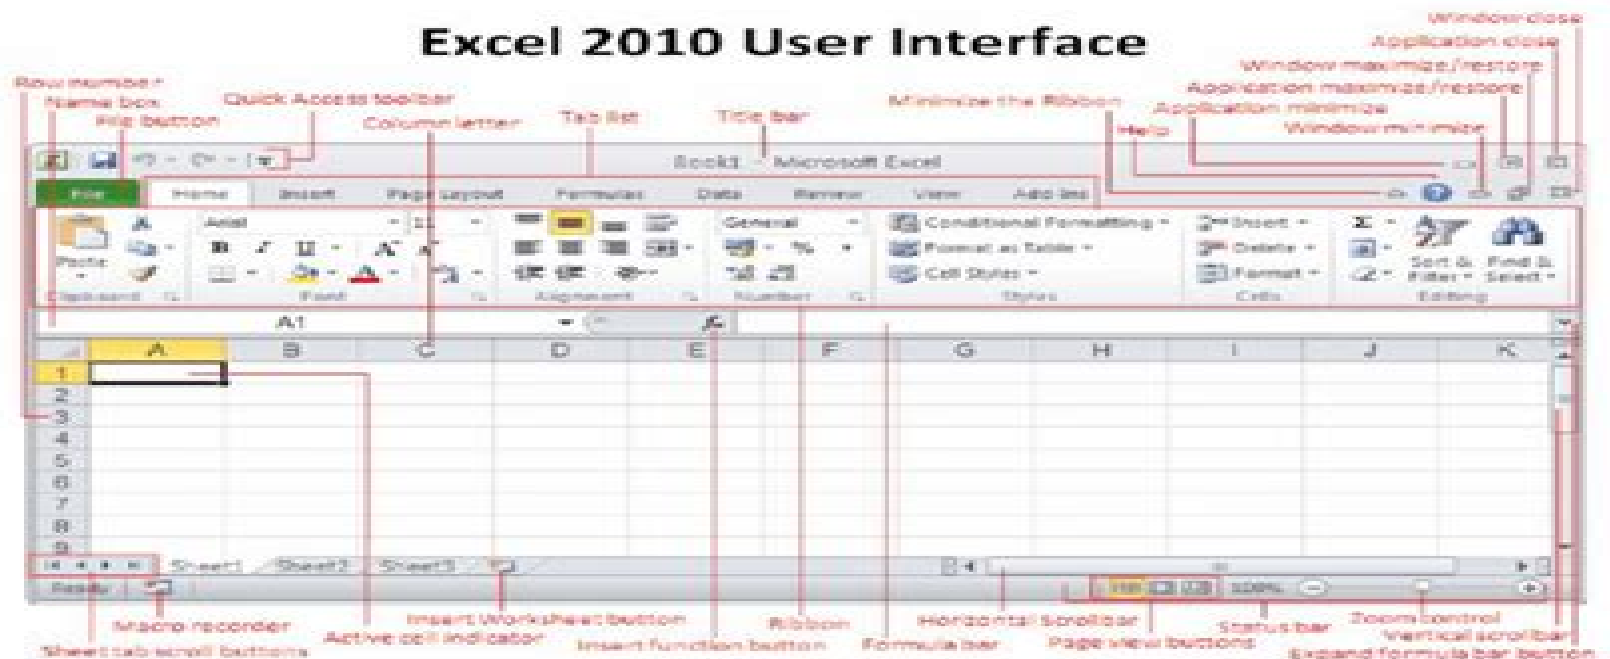 Excel 2010 User Interface
Window close
Application close
Window maximize/restore
Application maximize/restore
Row number
Name box
Quick Access toolbar
Minimize the Ribbon
Application minimize
File button
Column letter
Tab list
Title bar
Help
Window minimize
Book1 - Microsoft Excel
File Home Insert Page Layout Formulas Data Review View Add-Ins
Arial 11 General Conditional Formatting Insert Σ
B I U A A % Format as Table Delete
Paste Sort & Find &
A Cell Styles Format Filter Select
Clipboard Font Alignment Number Styles Cells Editing
A1 fx
A B C D E F G H I J K
1
2
3
4
5
6
7
8
9
Sheet1 Sheet2 Sheet3
Ready 100%
Macro recorder
Insert Worksheet button
Ribbon
Horizontal scrollbar
Status bar
Zoom control
Sheet tab scroll buttons
Active cell indicator
Insert function button
Formula bar
Page view buttons
Vertical scrollbar
Expand formula bar button